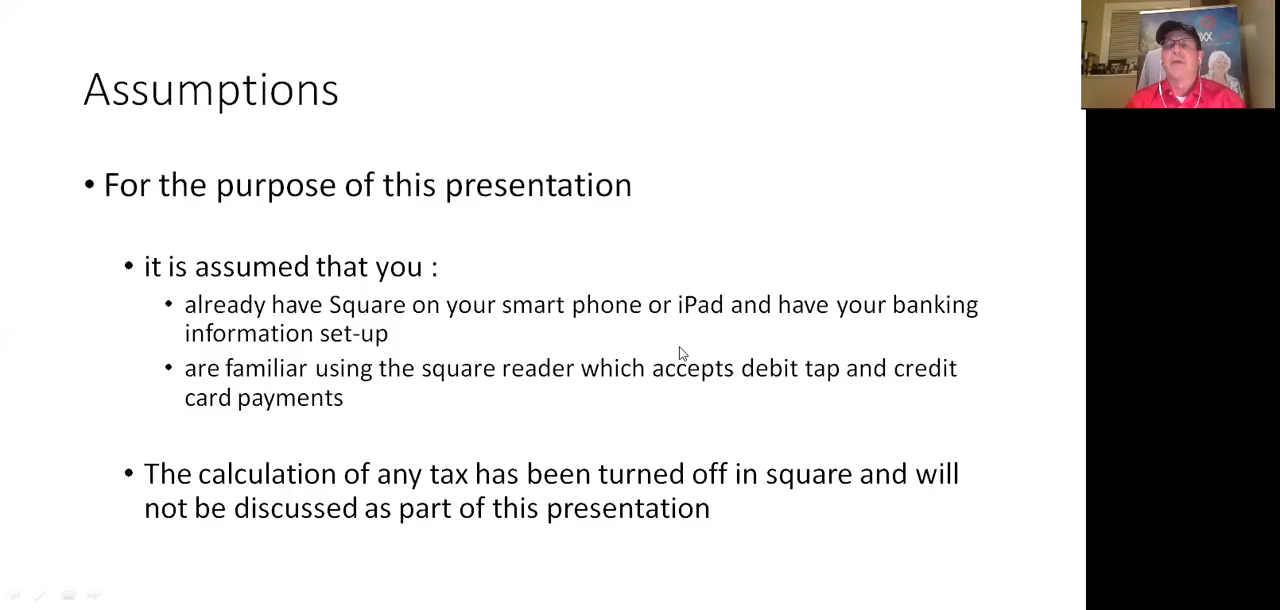 Assumptions
• For the purpose of this presentation
• it is assumed that you :
• already have Square on your smart phone or iPad and have your banking
information set-up
• are familiar using the square reader which accepts debit tap and credit
card payments
• The calculation of any tax has been turned off in square and will
not be discussed as part of this presentation